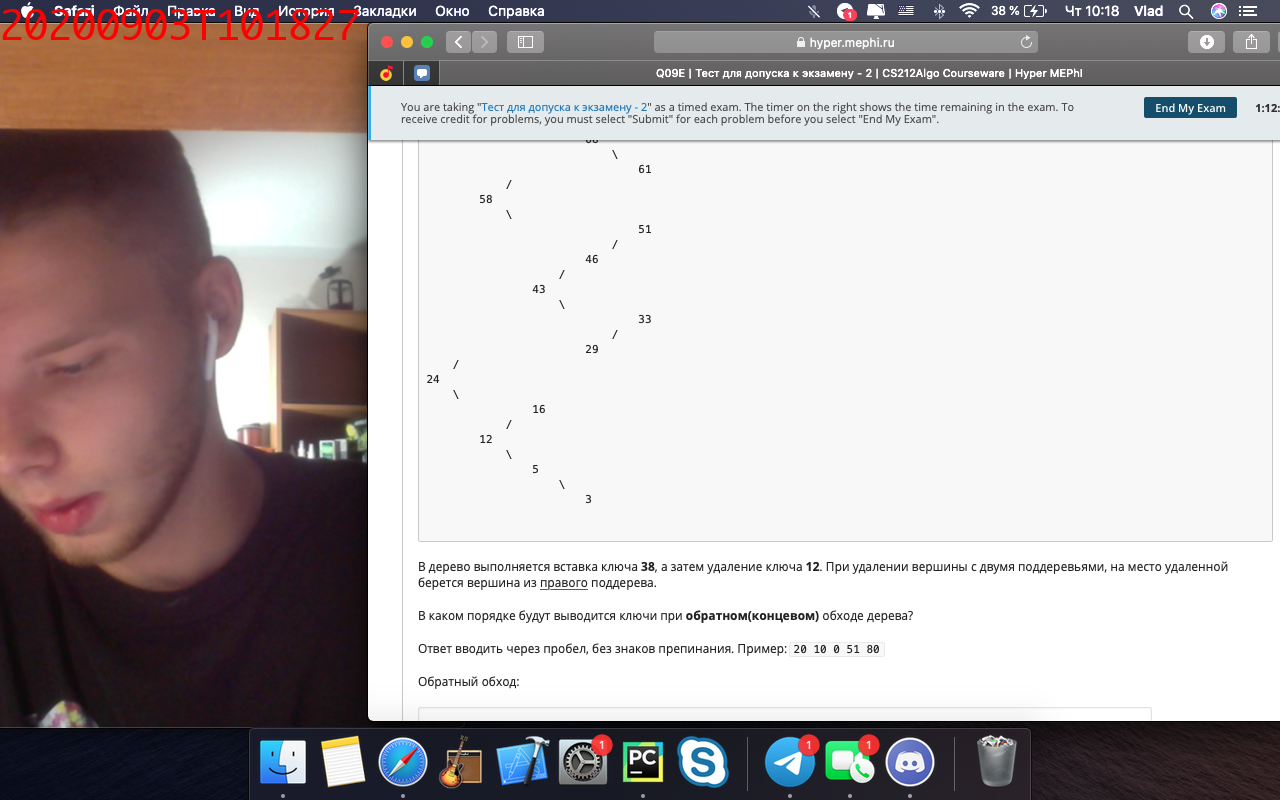 20200903T101827
Safari Файл Правка Вид История Закладки Окно Справка 1 38 % Чт 10:18 Vlad
hyper.mephi.ru
Q09E | Тест для допуска к экзамену - 2 | CS212Algo Courseware | Hyper MEPhI
You are taking "Тест для допуска к экзамену - 2" as a timed exam. The timer on the right shows the time remaining in the exam. To
receive credit for problems, you must select "Submit" for each problem before you select "End My Exam".
End My Exam
1:12:
\
61
/
58
\
51
/
46
/
43
\
33
/
29
/
24
\
16
/
12
\
5
\
3
В дерево выполняется вставка ключа 38, а затем удаление ключа 12. При удалении вершины с двумя поддеревьями, на место удаленной
берется вершина из правого поддерева.
В каком порядке будут выводится ключи при обратном(концевом) обходе дерева?
Ответ вводить через пробел, без знаков препинания. Пример: 20 10 0 51 80
Обратный обход:
1 PC S 1 1